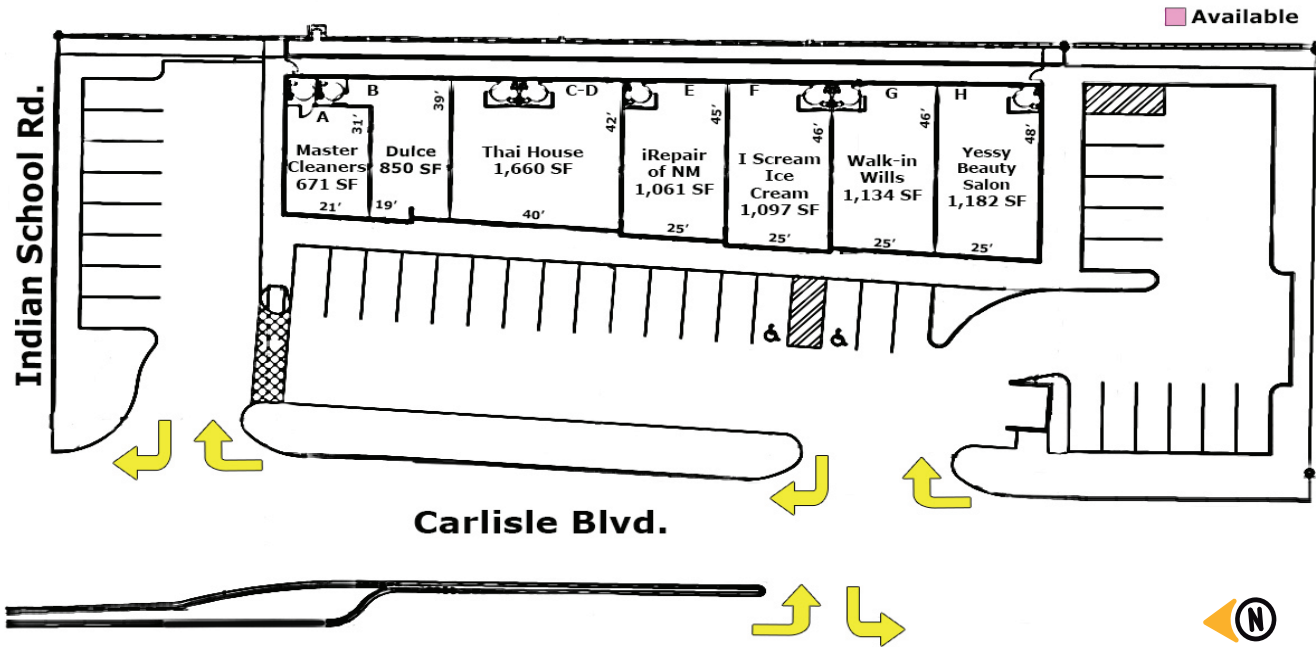 Available
Indian School Rd.
A
31'
Master
Cleaners
671 SF
21'
B
39'
Dulce
850 SF
19'
C-D
42'
Thai House
1,660 SF
40'
E
45'
iRepair
of NM
1,061 SF
25'
F
46'
I Scream
Ice
Cream
1,097 SF
25'
G
46'
Walk-in
Wills
1,134 SF
25'
H
48'
Yessy
Beauty
Salon
1,182 SF
25'
Carlisle Blvd.
N